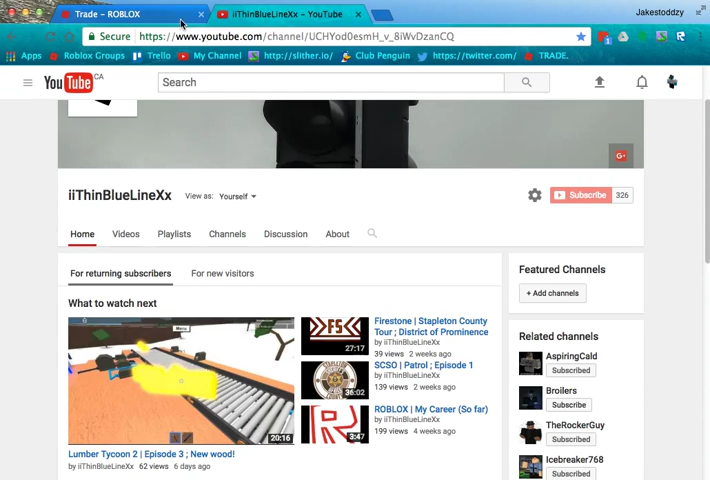 Trade – ROBLOX
iiThinBlueLineXx – YouTube
Jakestoddzy
Secure https://www.youtube.com/channel/UCHYod0esmH_v_8iWvDzanCQ
Apps Roblox Groups Trello My Channel http://slither.io/ Club Penguin https://twitter.com/ TRADE.
YouTube CA
Search
iiThinBlueLineXx View as: Yourself
Subscribe 326
Home Videos Playlists Channels Discussion About
For returning subscribers For new visitors
What to watch next
Menu
20:16
Lumber Tycoon 2 | Episode 3 ; New wood!
by iiThinBlueLineXx 62 views 6 days ago
FS
27:17
Firestone | Stapleton County
Tour ; District of Prominence
by iiThinBlueLineXx
39 views 2 weeks ago
36:02
SCSO | Patrol ; Episode 1
by iiThinBlueLineXx
139 views 2 weeks ago
3:47
ROBLOX | My Career (So far)
by iiThinBlueLineXx
199 views 4 weeks ago
Featured Channels
+ Add channels
Related channels
AspiringCald
Subscribed
Broilers
Subscribe
TheRockerGuy
Subscribed
Icebreaker768
Subscribed